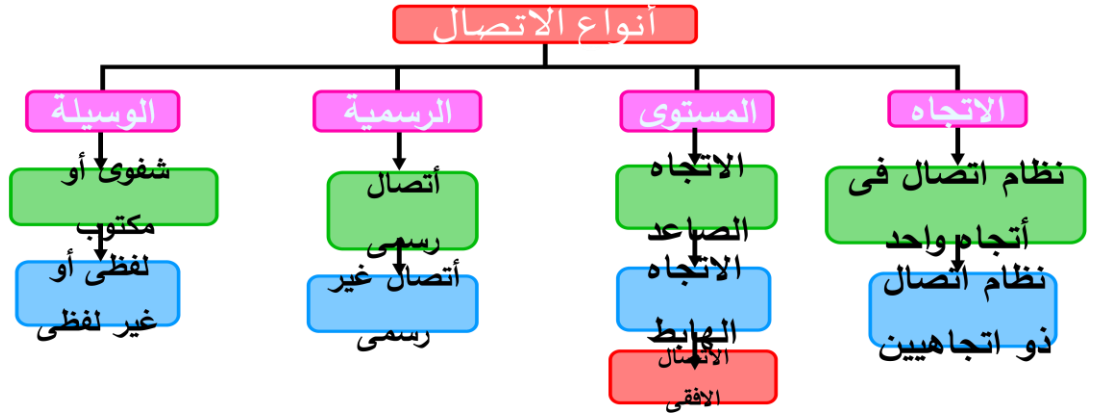 أنواع الاتصال
الاتجاه
المستوى
الرسمية
الوسيلة
نظام اتصال فى
أتجاه واحد
نظام اتصال
ذو اتجاهيين
الاتجاه
الصاعد
الاتجاه
الهابط
الاتصال
الافقى
أتصال
رسمى
أتصال غير
رسمى
شفوى أو
مكتوب
لفظى أو
غير لفظى